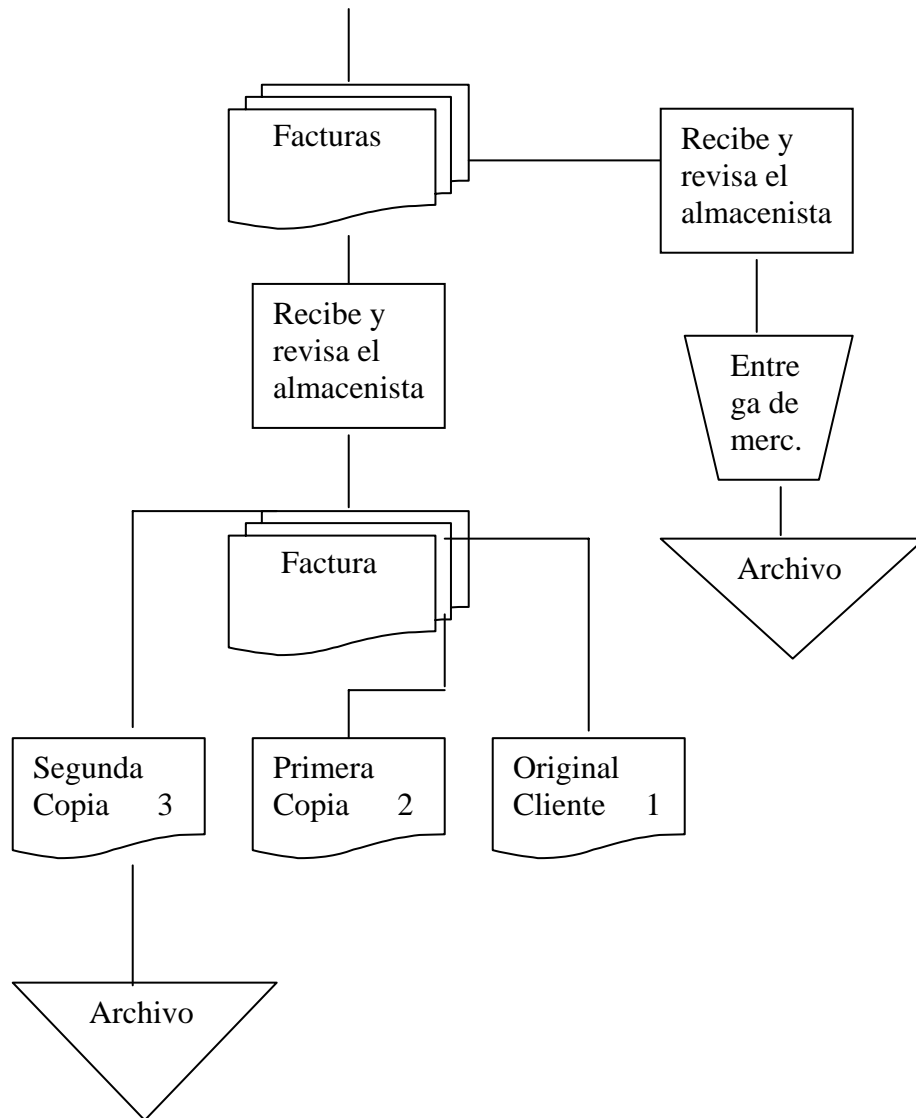 Facturas
Recibe y
revisa el
almacenista
Recibe y
revisa el
almacenista
Entre
ga de
merc.
Factura
Archivo
Segunda
Copia 3
Primera
Copia 2
Original
Cliente 1
Archivo